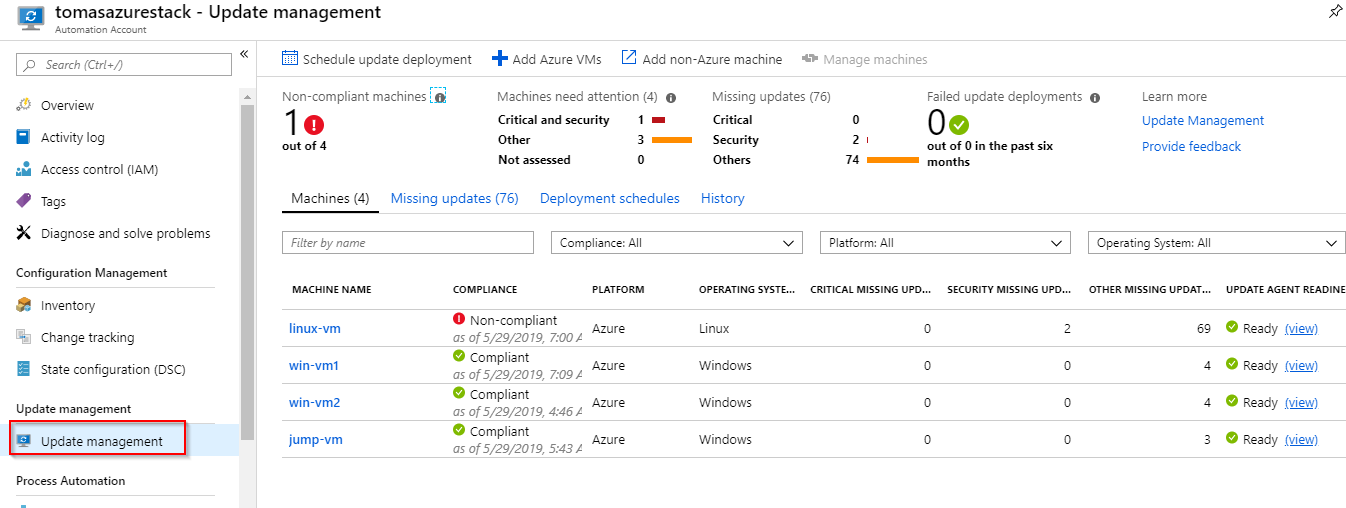 tomasazurestack - Update management
Automation Account
Search (Ctrl+/)
«
Overview
Activity log
Access control (IAM)
Tags
Diagnose and solve problems
Configuration Management
Inventory
Change tracking
State configuration (DSC)
Update management
Update management
Process Automation
Schedule update deployment
Add Azure VMs
Add non-Azure machine
Manage machines
Non-compliant machines
1
out of 4
Machines need attention (4)
Critical and security 1
Other 3
Not assessed 0
Missing updates (76)
Critical 0
Security 2
Others 74
Failed update deployments
0
out of 0 in the past six
months
Learn more
Update Management
Provide feedback
Machines (4) Missing updates (76) Deployment schedules History
Filter by name Compliance: All Platform: All Operating System: All
MACHINE NAME COMPLIANCE PLATFORM OPERATING SYSTE... CRITICAL MISSING UPD... SECURITY MISSING UPD... OTHER MISSING UPDAT... UPDATE AGENT READINE
linux-vm Non-compliant Azure Linux 0 2 69 Ready (view)
as of 5/29/2019, 7:00 A
win-vm1 Compliant Azure Windows 0 0 4 Ready (view)
as of 5/29/2019, 7:09 A
win-vm2 Compliant Azure Windows 0 0 4 Ready (view)
as of 5/29/2019, 4:46 A
jump-vm Compliant Azure Windows 0 0 3 Ready (view)
as of 5/29/2019, 5:43 A